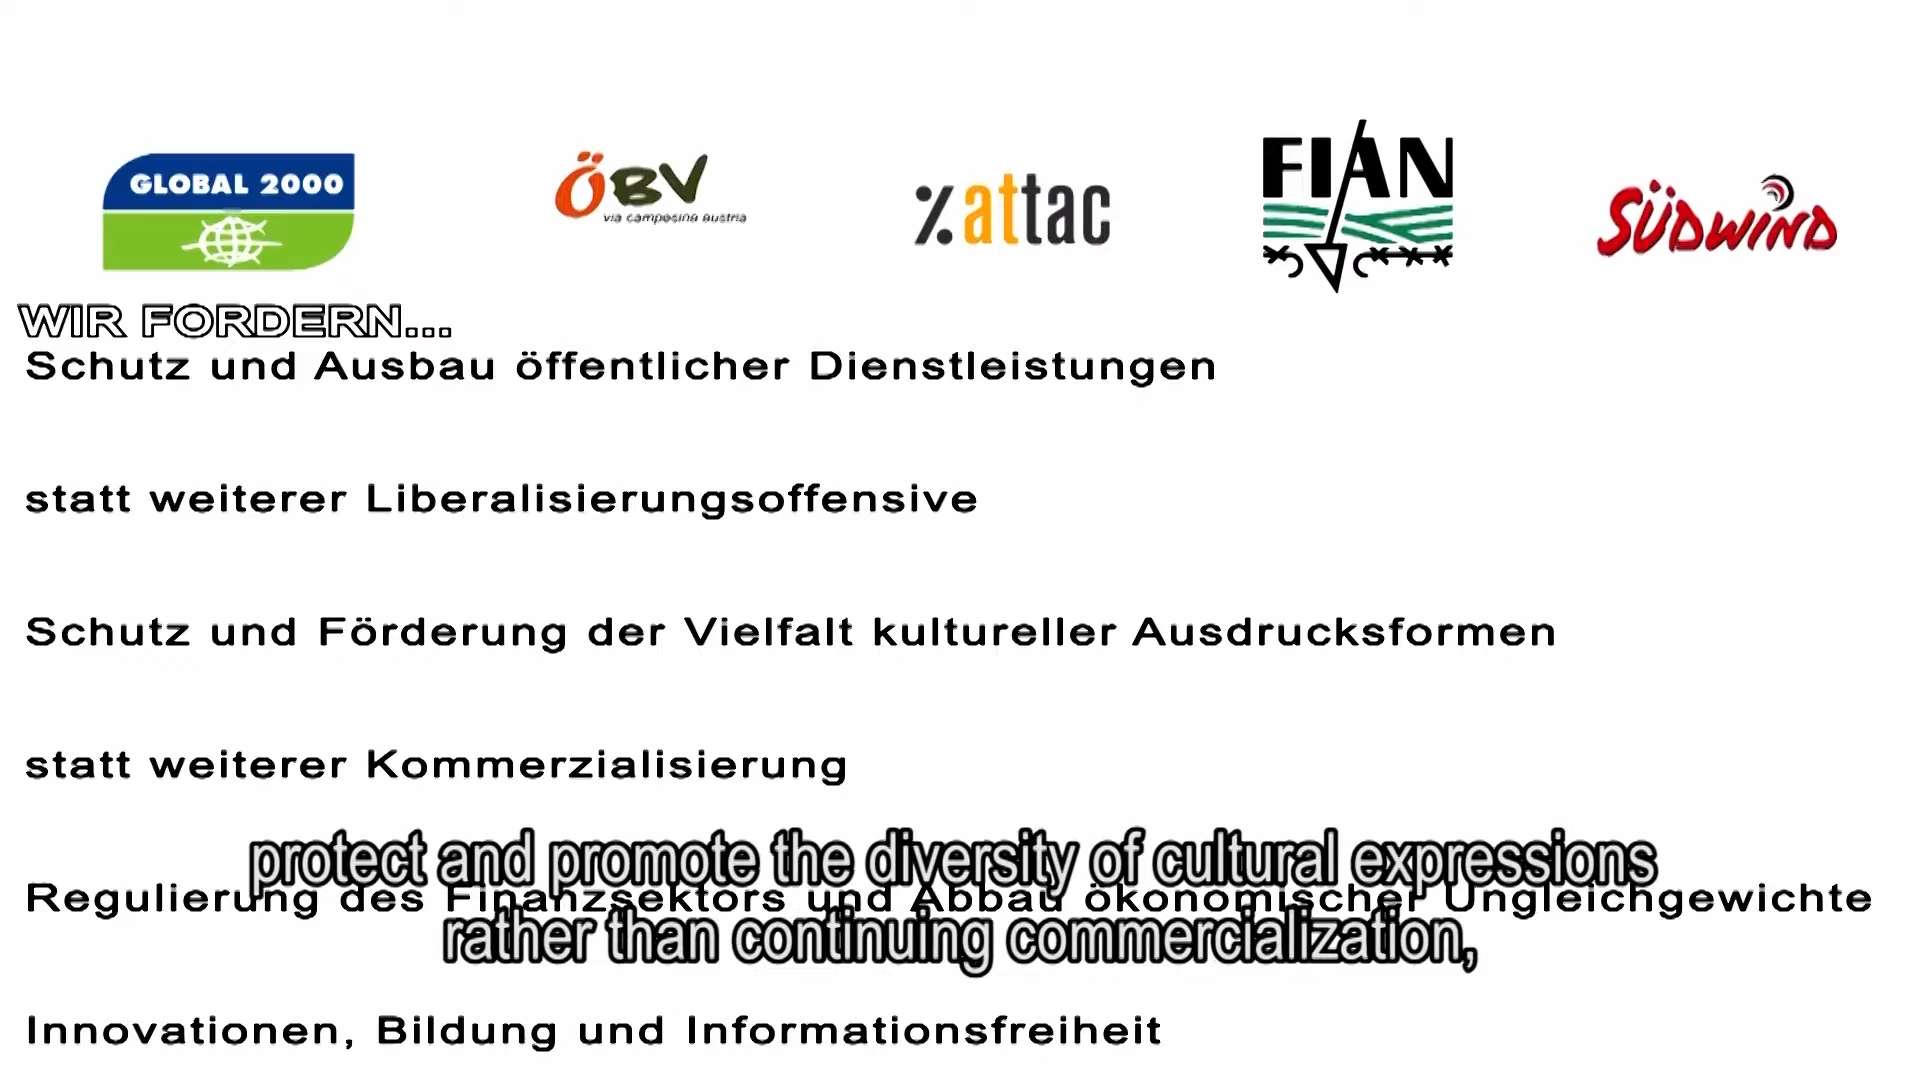 GLOBAL 2000
ÖBV
via campesina austria
attac
FIAN
SÜDWIND
WIR FORDERN...
Schutz und Ausbau öffentlicher Dienstleistungen
statt weiterer Liberalisierungsoffensive
Schutz und Förderung der Vielfalt kultureller Ausdrucksformen
statt weiterer Kommerzialisierung
protect and promote the diversity of cultural expressions
Regulierung des Finanzsektors und Abbau ökonomischer Ungleichgewichte
rather than continuing commercialization,
Innovationen, Bildung und Informationsfreiheit